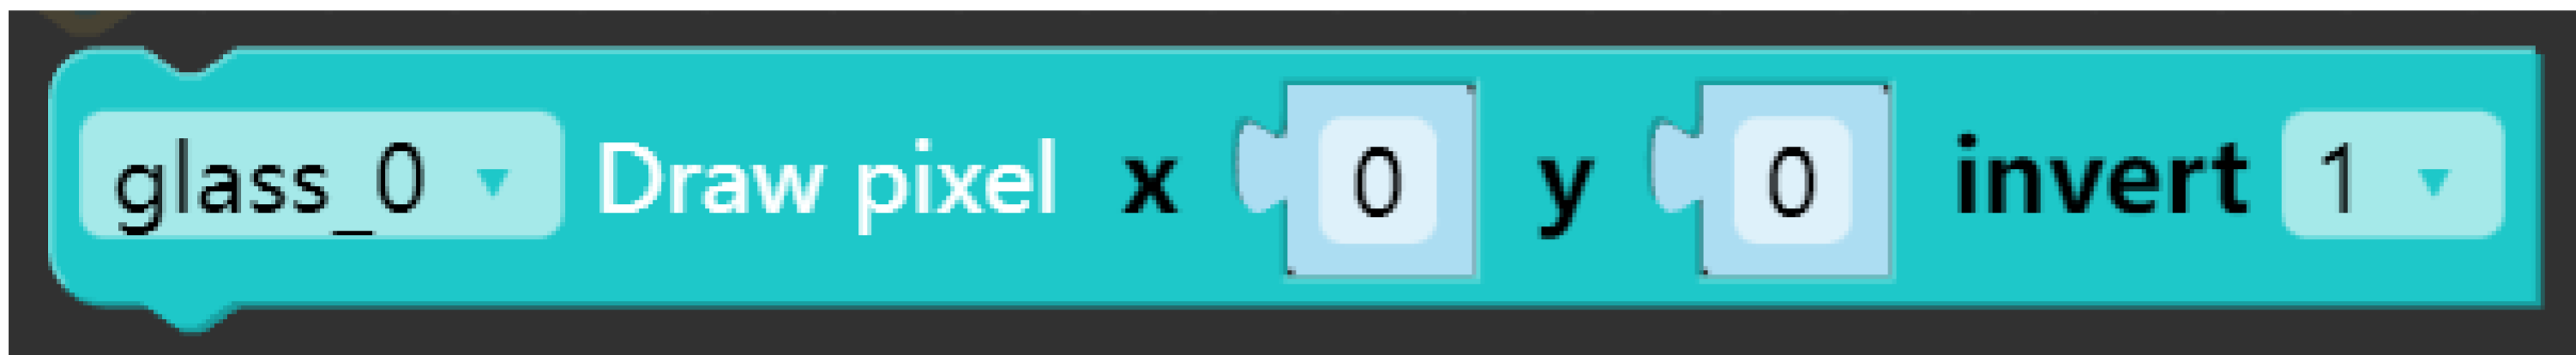 glass_0 Draw pixel x 0 y 0 invert 1